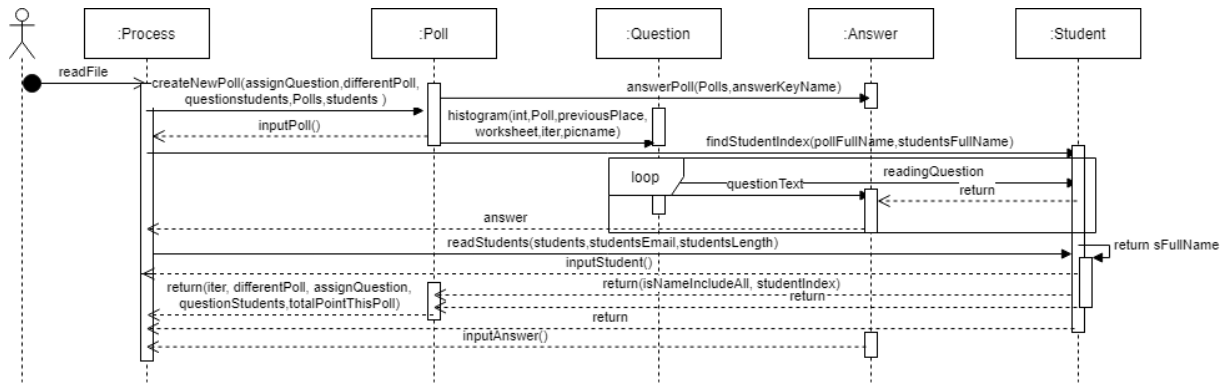 :Process
:Poll
:Question
:Answer
:Student
readFile
createNewPoll(assignQuestion,differentPoll,
questionstudents,Polls,students )
answerPoll(Polls,answerKeyName)
histogram(int,Poll,previousPlace,
worksheet,iter,picname)
inputPoll()
findStudentIndex(pollFullName,studentsFullName)
loop
readingQuestion
questionText
return
answer
readStudents(students,studentsEmail,studentsLength)
return sFullName
inputStudent()
return(iter, differentPoll, assignQuestion,
questionStudents,totalPointThisPoll)
return(isNameIncludeAll, studentIndex)
return
return
inputAnswer()